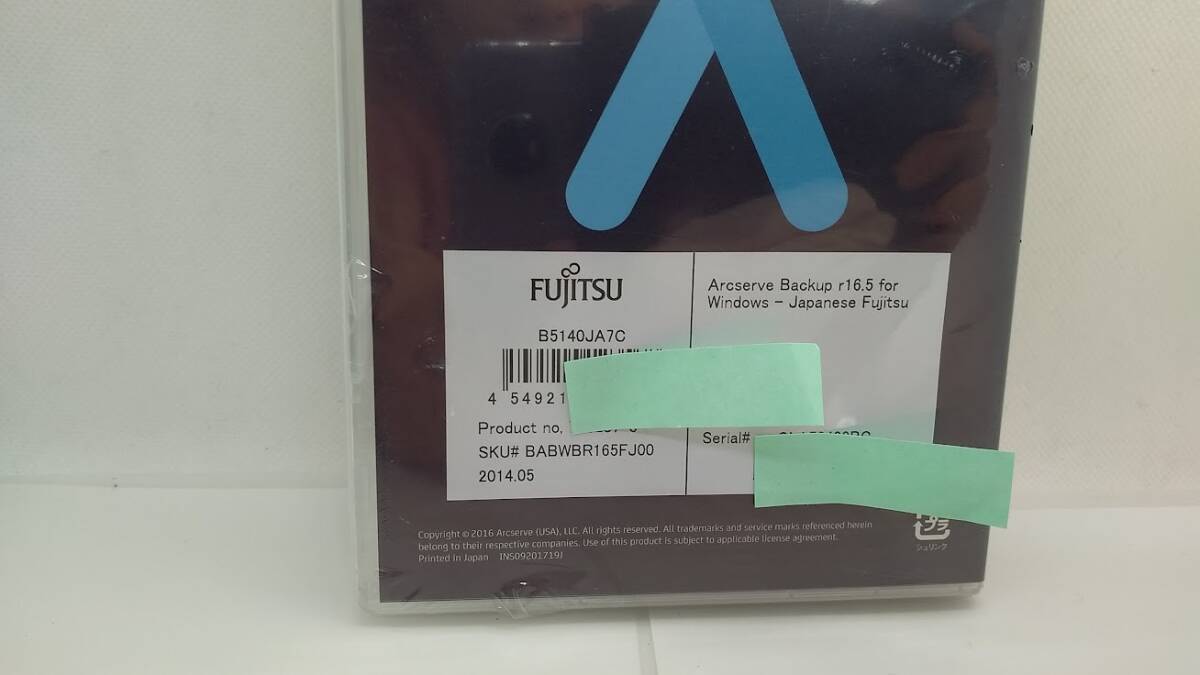 FUJITSU
B5140JA7C
4 54921
Product no.
SKU# BABWBR165FJ00
2014.05
Arcserve Backup r16.5 for
Windows - Japanese Fujitsu
Serial#
Copyright © 2016 Arcserve (USA), LLC. All rights reserved. All trademarks and service marks referenced herein
belong to their respective companies. Use of this product is subject to applicable license agreement.
Printed in Japan INS09201719J
プラ
シュリンク